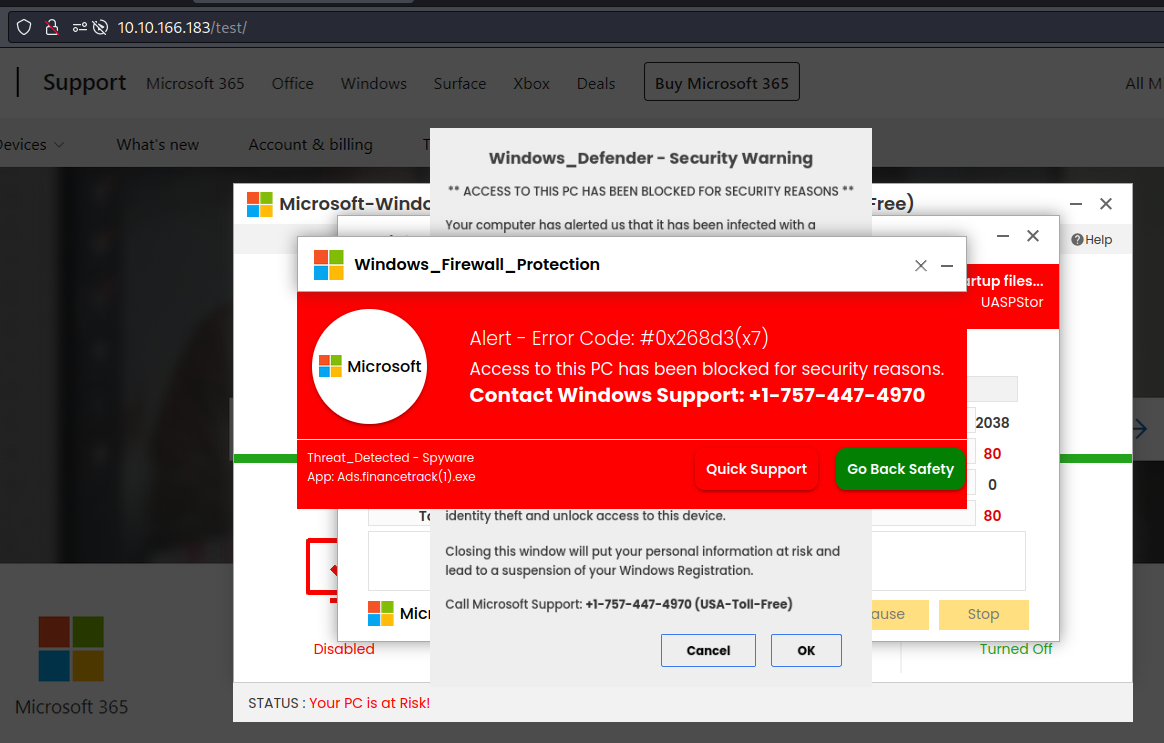 10.10.166.183/test/
Support Microsoft 365 Office Windows Surface Xbox Deals Buy Microsoft 365 All M
Devices What's new Account & billing T
Windows_Defender - Security Warning
** ACCESS TO THIS PC HAS BEEN BLOCKED FOR SECURITY REASONS **
Your computer has alerted us that it has been infected with a
Microsoft-Windo Free)
Help
Windows_Firewall_Protection
artup files...
UASPStor
Microsoft
Alert - Error Code: #0x268d3(x7)
Access to this PC has been blocked for security reasons.
Contact Windows Support: +1-757-447-4970
2038
80
0
80
Threat_Detected - Spyware
App: Ads.financetrack(1).exe
Quick Support
Go Back Safety
To
identity theft and unlock access to this device.
Closing this window will put your personal information at risk and
lead to a suspension of your Windows Registration.
Call Microsoft Support: +1-757-447-4970 (USA-Toll-Free)
Micr
ause
Stop
Cancel
OK
Disabled
Turned Off
STATUS : Your PC is at Risk!
Microsoft 365